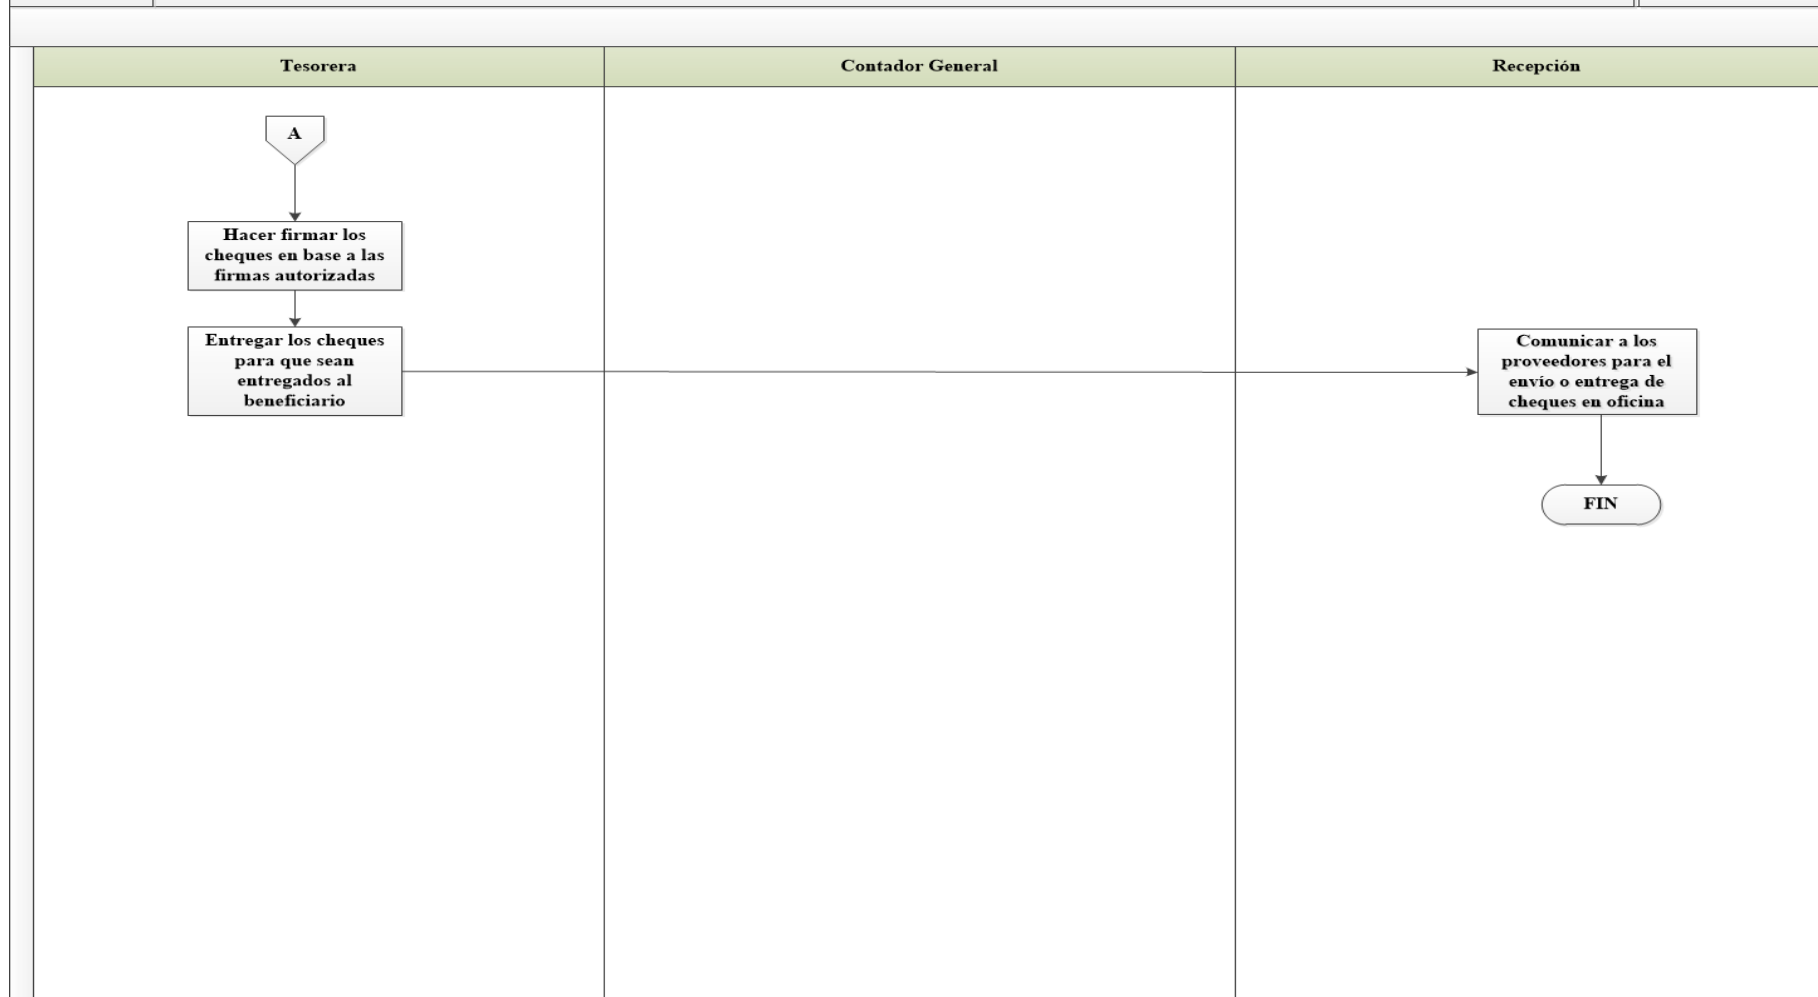 Tesorera
Contador General
Recepción
A
Hacer firmar los
cheques en base a las
firmas autorizadas
Entregar los cheques
para que sean
entregados al
beneficiario
Comunicar a los
proveedores para el
envío o entrega de
cheques en oficina
FIN